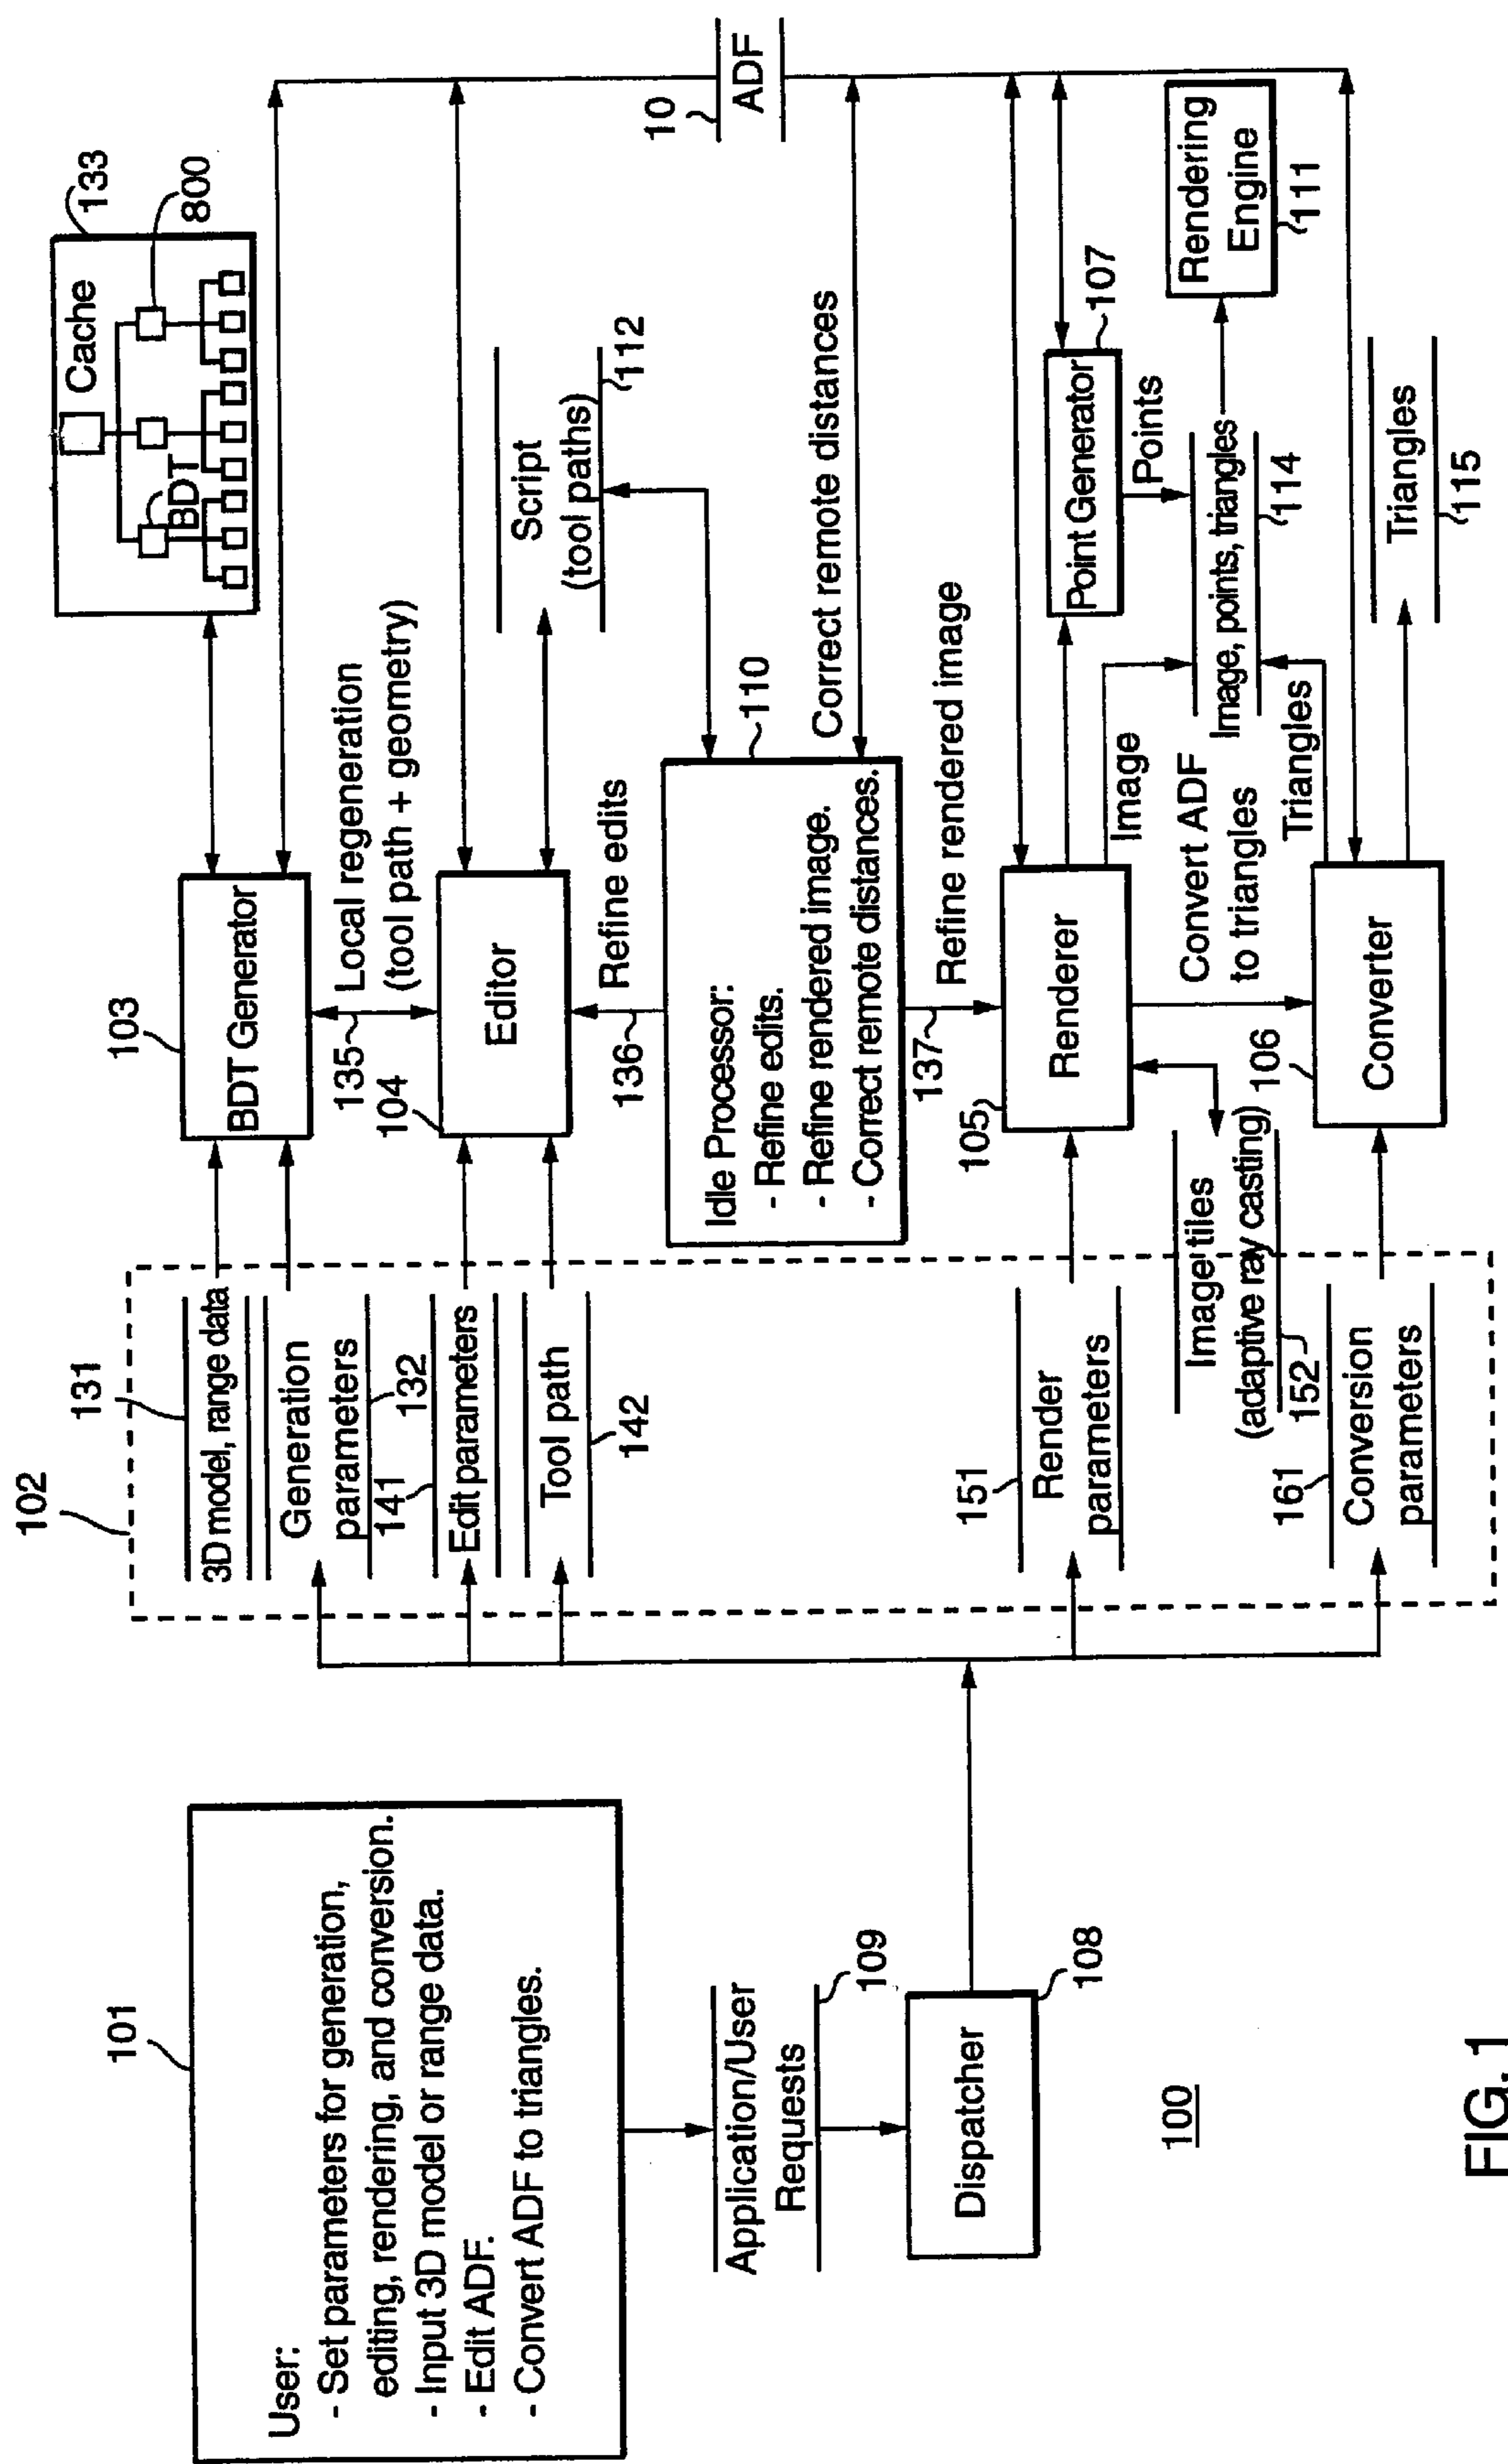 101
User:
- Set parameters for generation,
editing, rendering, and conversion.
- Input 3D model or range data.
- Edit ADF.
- Convert ADF to triangles.
Application/User
Requests
109
Dispatcher
108
100
FIG. 1
102
131
3D model, range data
Generation
parameters
132
141
Edit parameters
Tool path
142
151
Render
parameters
Image tiles
(adaptive ray casting)
152
161
Conversion
parameters
103
BDT Generator
135
Local regeneration
(tool path + geometry)
104
Editor
136
Refine edits
Idle Processor:
- Refine edits.
- Refine rendered image.
- Correct remote distances.
110
137
Refine rendered image
105
Renderer
Convert ADF
to triangles
106
Converter
Cache
133
BDT
800
Script
(tool paths)
112
Correct remote distances
10
ADF
Point Generator
107
Points
Image
Image, points, triangles
114
Triangles
Rendering
Engine
111
Triangles
115